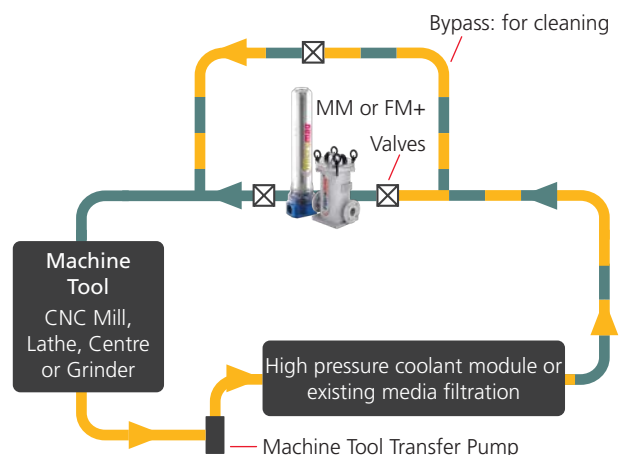 Bypass: for cleaning
MM or FM+
Valves
Machine
Tool
CNC Mill,
Lathe, Centre
or Grinder
High pressure coolant module or
existing media filtration
Machine Tool Transfer Pump